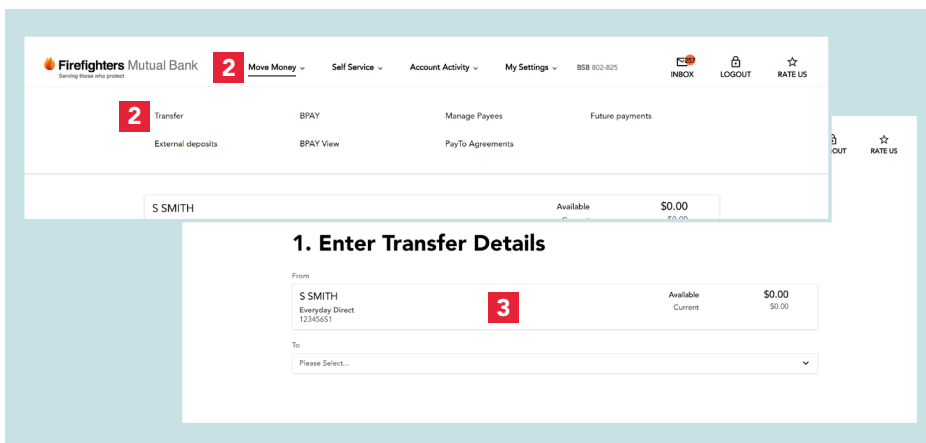 Firefighters Mutual Bank
Serving those who protect
2
Move Money
Self Service
Account Activity
My Settings
BSB 802-825
257
INBOX
LOGOUT
RATE US
2
Transfer
BPAY
Manage Payees
Future payments
External deposits
BPAY View
PayTo Agreements
OUT
RATE US
S SMITH
Available
$0.00
Current
$0.00
1. Enter Transfer Details
From
S SMITH
Available
$0.00
Everyday Direct
Current
$0.00
12345651
3
To
Please Select...